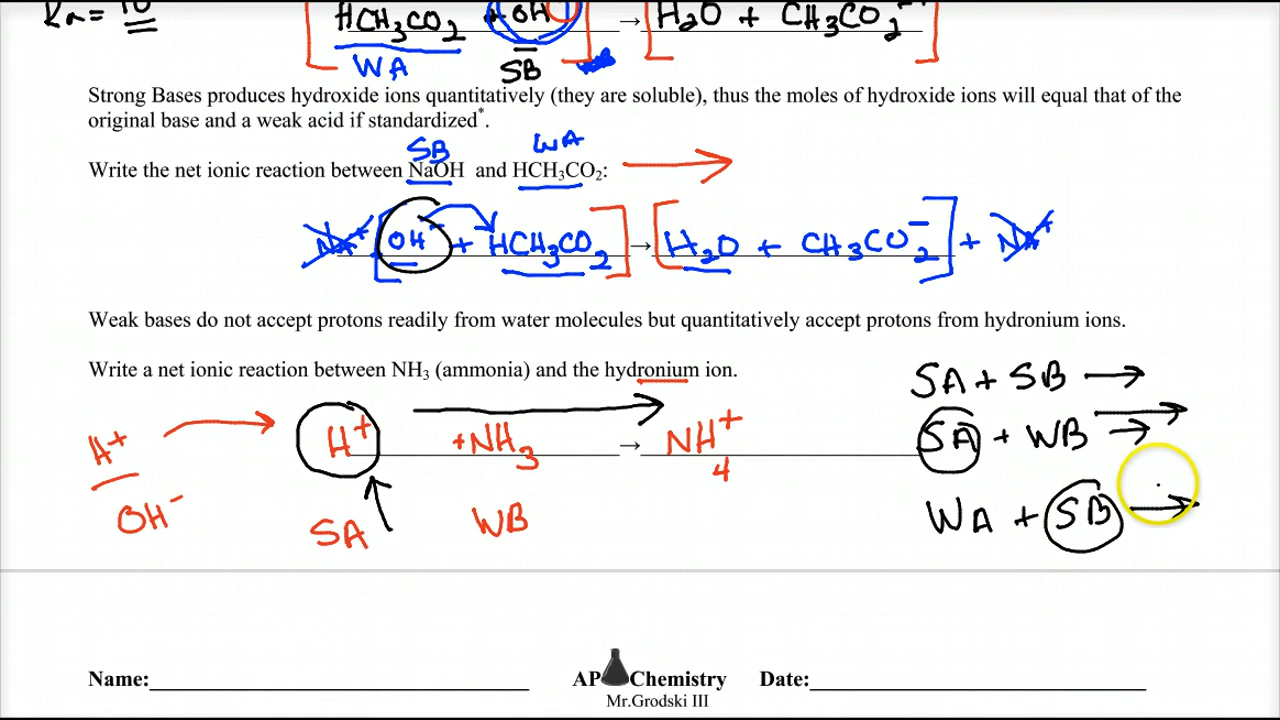 Ka = 10
[HCH₃CO₂ + OH⁻] → [H₂O + CH₃CO₂⁻]
WA SB
Strong Bases produces hydroxide ions quantitatively (they are soluble), thus the moles of hydroxide ions will equal that of the
original base and a weak acid if standardized*.
SB WA
Write the net ionic reaction between NaOH and HCH₃CO₂:
Na⁺ [OH⁻ + HCH₃CO₂] → [H₂O + CH₃CO₂⁻] + Na⁺
Weak bases do not accept protons readily from water molecules but quantitatively accept protons from hydronium ions.
Write a net ionic reaction between NH₃ (ammonia) and the hydronium ion.
SA + SB →
H⁺ H⁺ + NH₃ → NH₄⁺ SA + WB →
OH⁻ SA WB WA + SB →
Name: AP Chemistry Date:
Mr.Grodski III